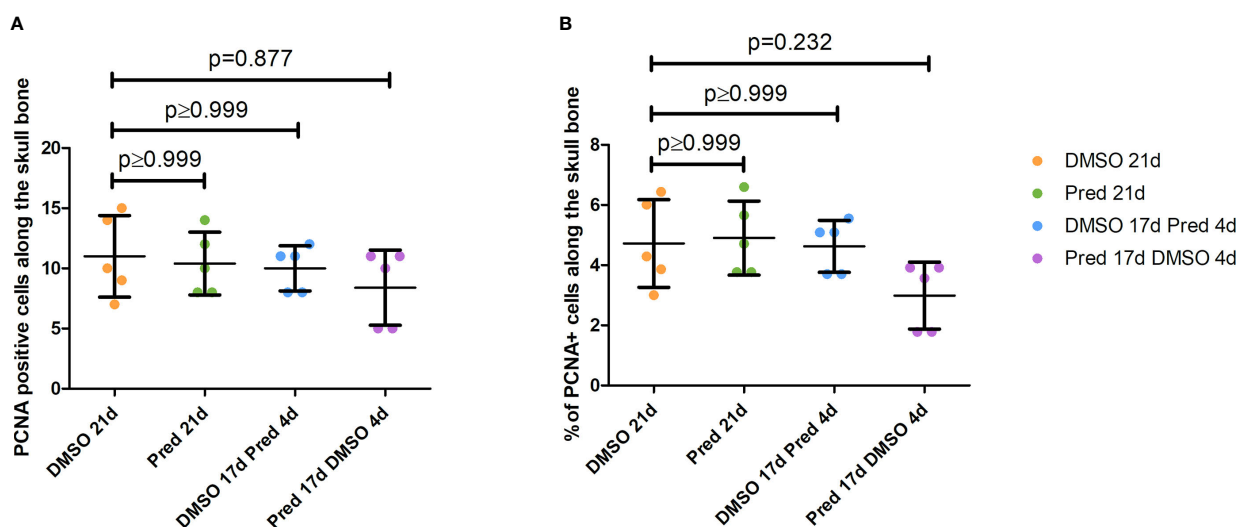 A
p=0.877
p≥0.999
p≥0.999
PCNA positive cells along the skull bone
20
15
10
5
0
DMSO 21d
Pred 21d
DMSO 17d Pred 4d
Pred 17d DMSO 4d
B
p=0.232
p≥0.999
p≥0.999
%of PCNA+ cells along the skull bone
8
6
4
2
0
DMSO 21d
Pred 21d
DMSO 17d Pred 4d
Pred 17d DMSO 4d
DMSO 21d
Pred 21d
DMSO 17d Pred 4d
Pred 17d DMSO 4d